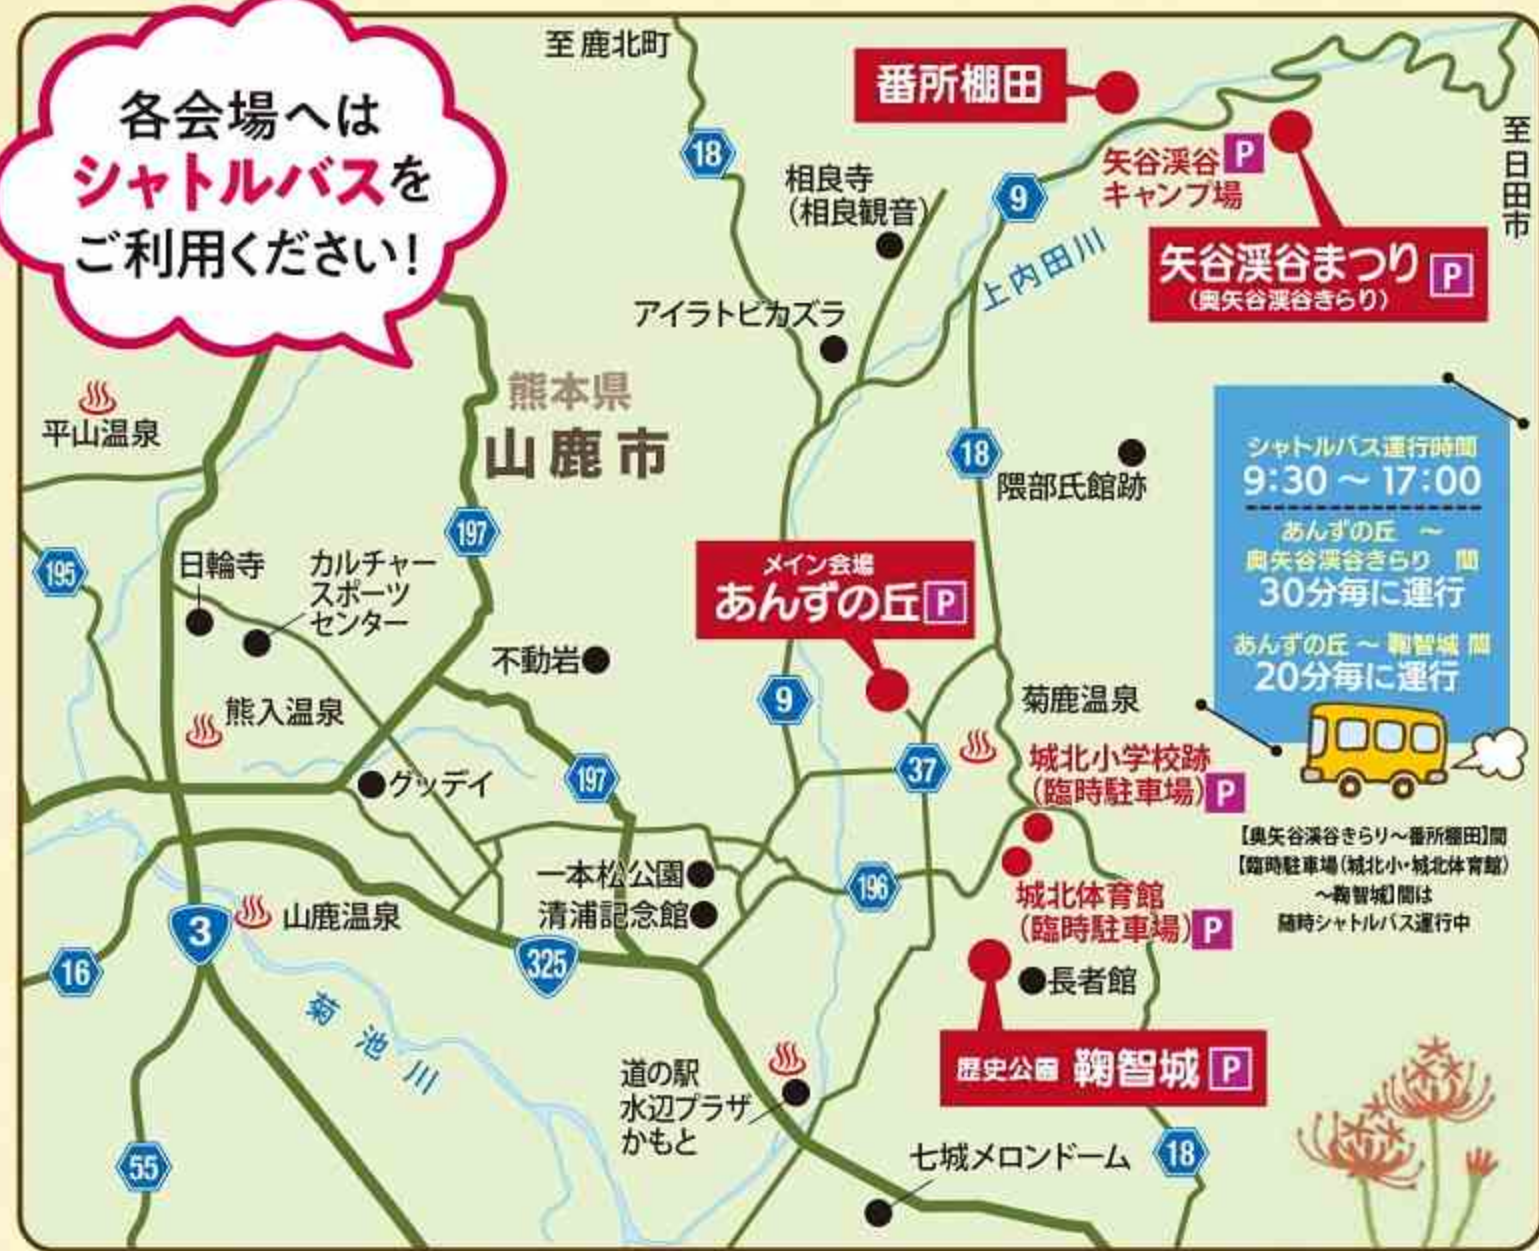 各会場へは
シャトルバスを
ご利用ください!
至鹿北町
番所棚田
18
相良寺
(相良観音)
9
矢谷渓谷 P
キャンプ場
至日田市
矢谷渓谷まつり P
(奥矢谷渓谷きらり)
上内田川
アイラトビカズラ
平山温泉
熊本県
山鹿市
18
隈部氏館跡
シャトルバス運行時間
9:30 ～ 17:00
あんずの丘 ～
奥矢谷渓谷きらり 間
30分毎に運行
あんずの丘 ～ 鞠智城 間
20分毎に運行
195
日輪寺
カルチャー
スポーツ
センター
197
メイン会場
あんずの丘 P
不動岩
熊入温泉
9
菊鹿温泉
グッデイ
197
37
城北小学校跡
(臨時駐車場) P
【奥矢谷渓谷きらり～番所棚田】間
【臨時駐車場(城北小・城北体育館)
～鞠智城】間は
随時シャトルバス運行中
一本松公園
清浦記念館
196
城北体育館
(臨時駐車場) P
3
山鹿温泉
325
16
長者館
菊池川
歴史公園 鞠智城 P
道の駅
水辺プラザ
かもと
55
七城メロンドーム
18